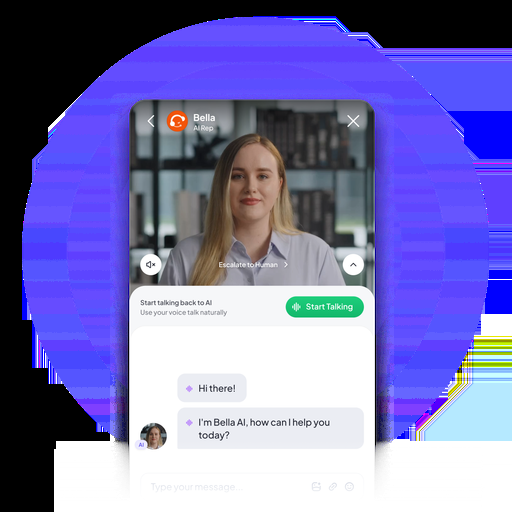 Bella
AI Rep
Escalate to Human
Start talking back to AI
Use your voice talk naturally
Start Talking
Hi there!
I'm Bella AI, how can I help you
today?
AI
Type your message...